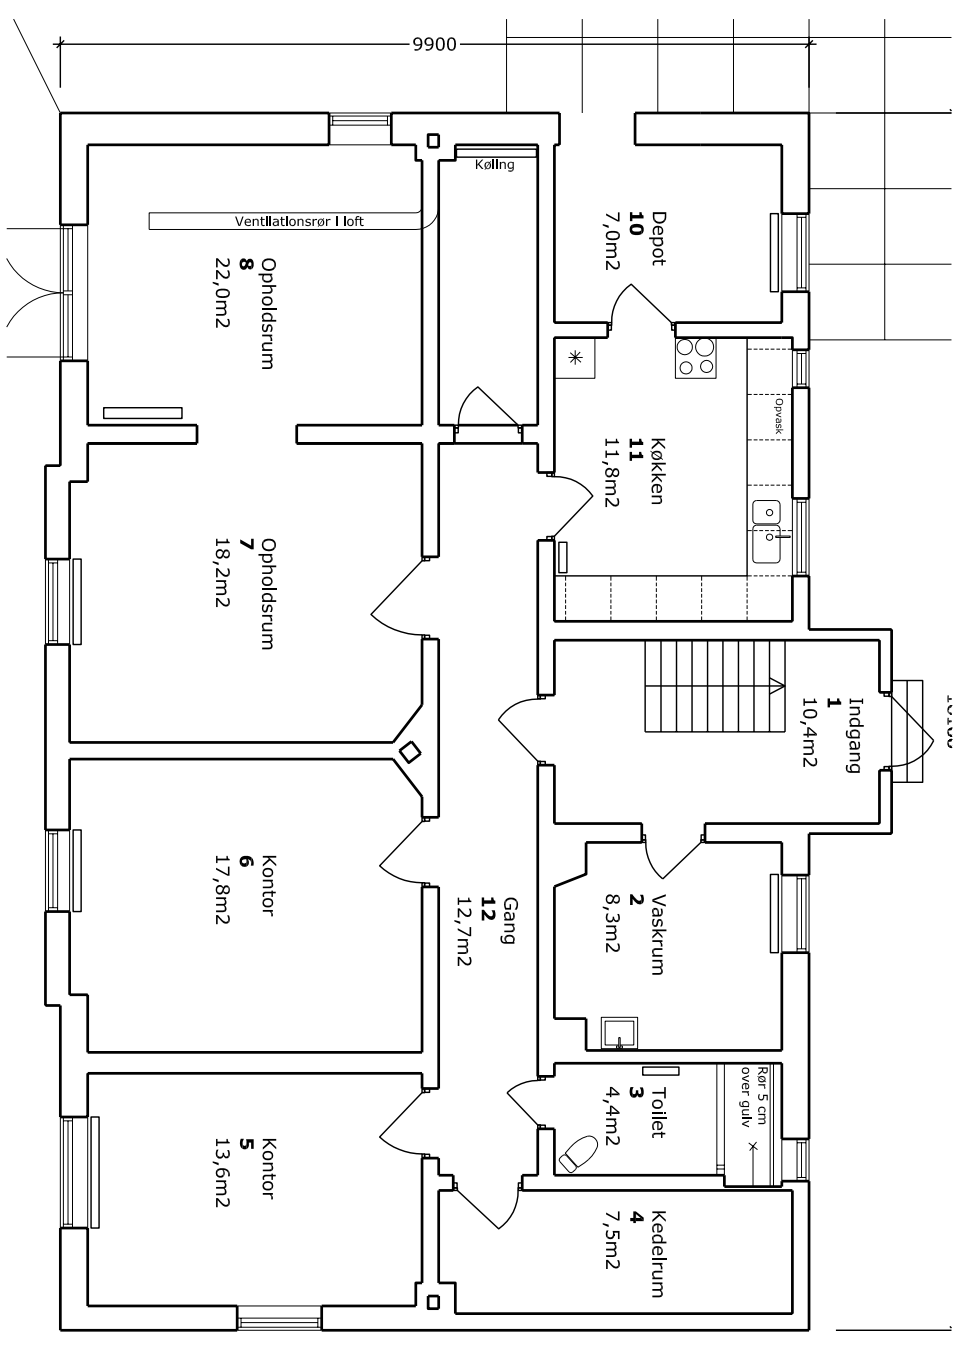 9900
Køling
Ventilationsrør i loft
Depot
10
7,0m2
Opholdsrum
8
22,0m2
Opvask
Køkken
11
11,8m2
Opholdsrum
7
18,2m2
Indgang
1
10,4m2
Kontor
6
17,8m2
Gang
12
12,7m2
Vaskrum
2
8,3m2
Rør 5 cm
over gulv
Toilet
3
4,4m2
Kontor
5
13,6m2
Kedelrum
4
7,5m2